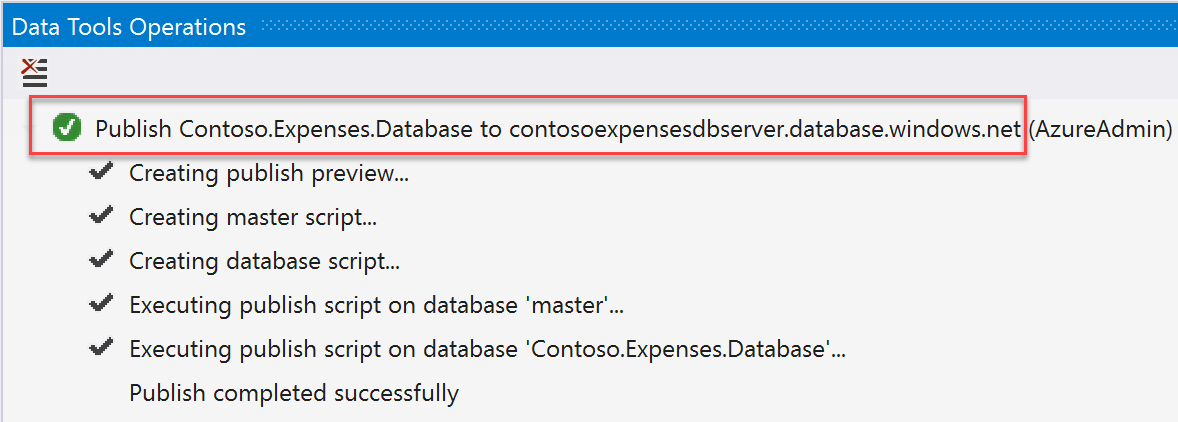 Data Tools Operations
Publish Contoso.Expenses.Database to contosoexpensesdbserver.database.windows.net (AzureAdmin)
Creating publish preview...
Creating master script...
Creating database script...
Executing publish script on database 'master'...
Executing publish script on database 'Contoso.Expenses.Database'...
Publish completed successfully